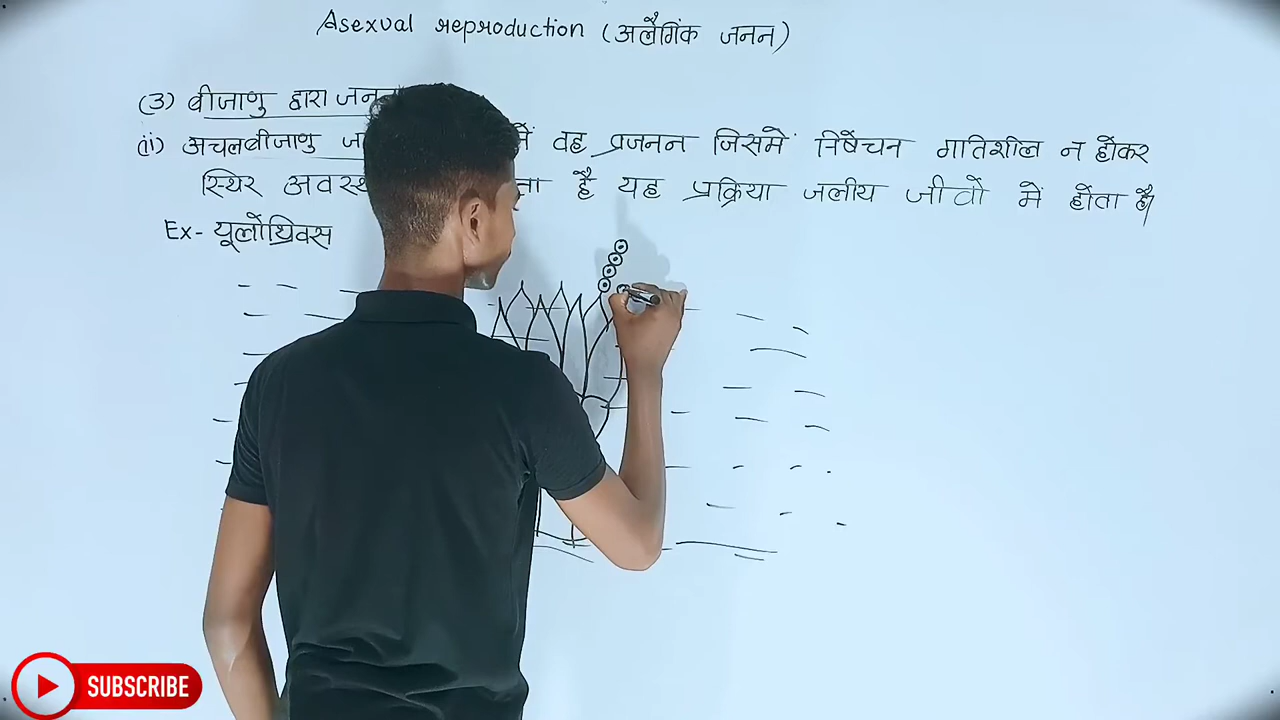 Asexual reproduction (अलैगिंक जनन)
(3) बीजाणु द्वारा जनन
(ii) अचलबीजाणु में वह प्रजनन जिसमें निषेचन गतिशील न होकर
स्थिर है यह प्रक्रिया जलीय जीवों में होता है।
Ex- यूलोथ्रिक्स
SUBSCRIBE